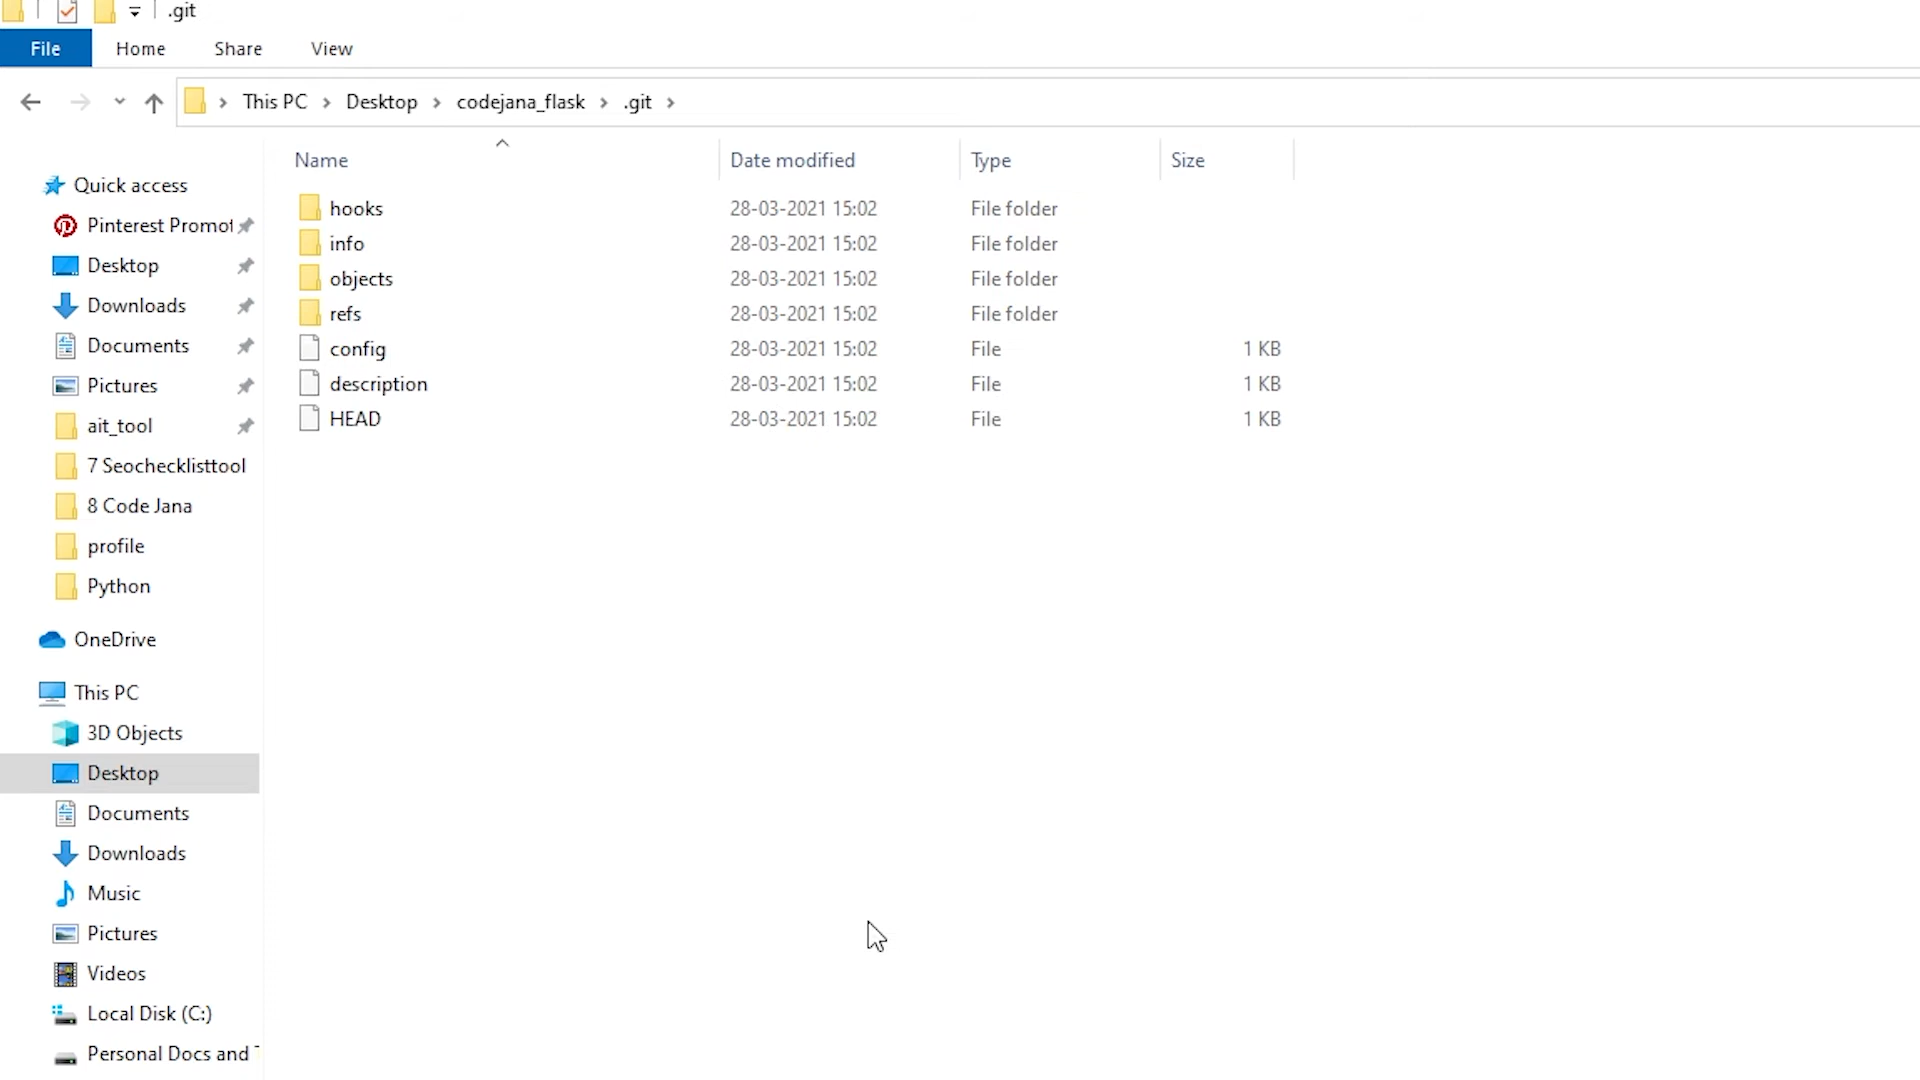 .git
File Home Share View
This PC Desktop codejana_flask .git
Name Date modified Type Size
Quick access
Pinterest Promot
Desktop
Downloads
Documents
Pictures
ait_tool
7 Seochecklisttool
8 Code Jana
profile
Python
OneDrive
This PC
3D Objects
Desktop
Documents
Downloads
Music
Pictures
Videos
Local Disk (C:)
Personal Docs and
hooks 28-03-2021 15:02 File folder
info 28-03-2021 15:02 File folder
objects 28-03-2021 15:02 File folder
refs 28-03-2021 15:02 File folder
config 28-03-2021 15:02 File 1 KB
description 28-03-2021 15:02 File 1 KB
HEAD 28-03-2021 15:02 File 1 KB